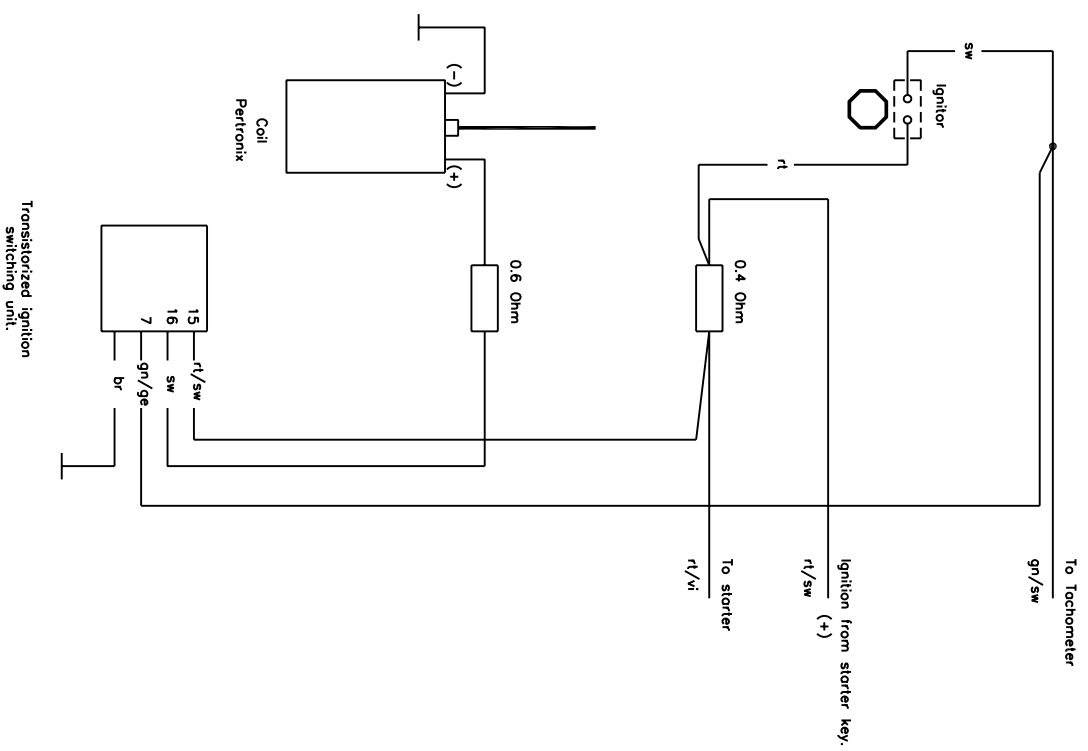 To Tachometer
gn/sw
Ignition from starter key.
rt/sw (+)
To starter
rt/vi
sw
Ignitor
rt
0.4 Ohm
0.6 Ohm
(-)
(+)
Coil
Pertronix
15
16
7
rt/sw
sw
gn/ge
br
Transistorized ignition
switching unit.